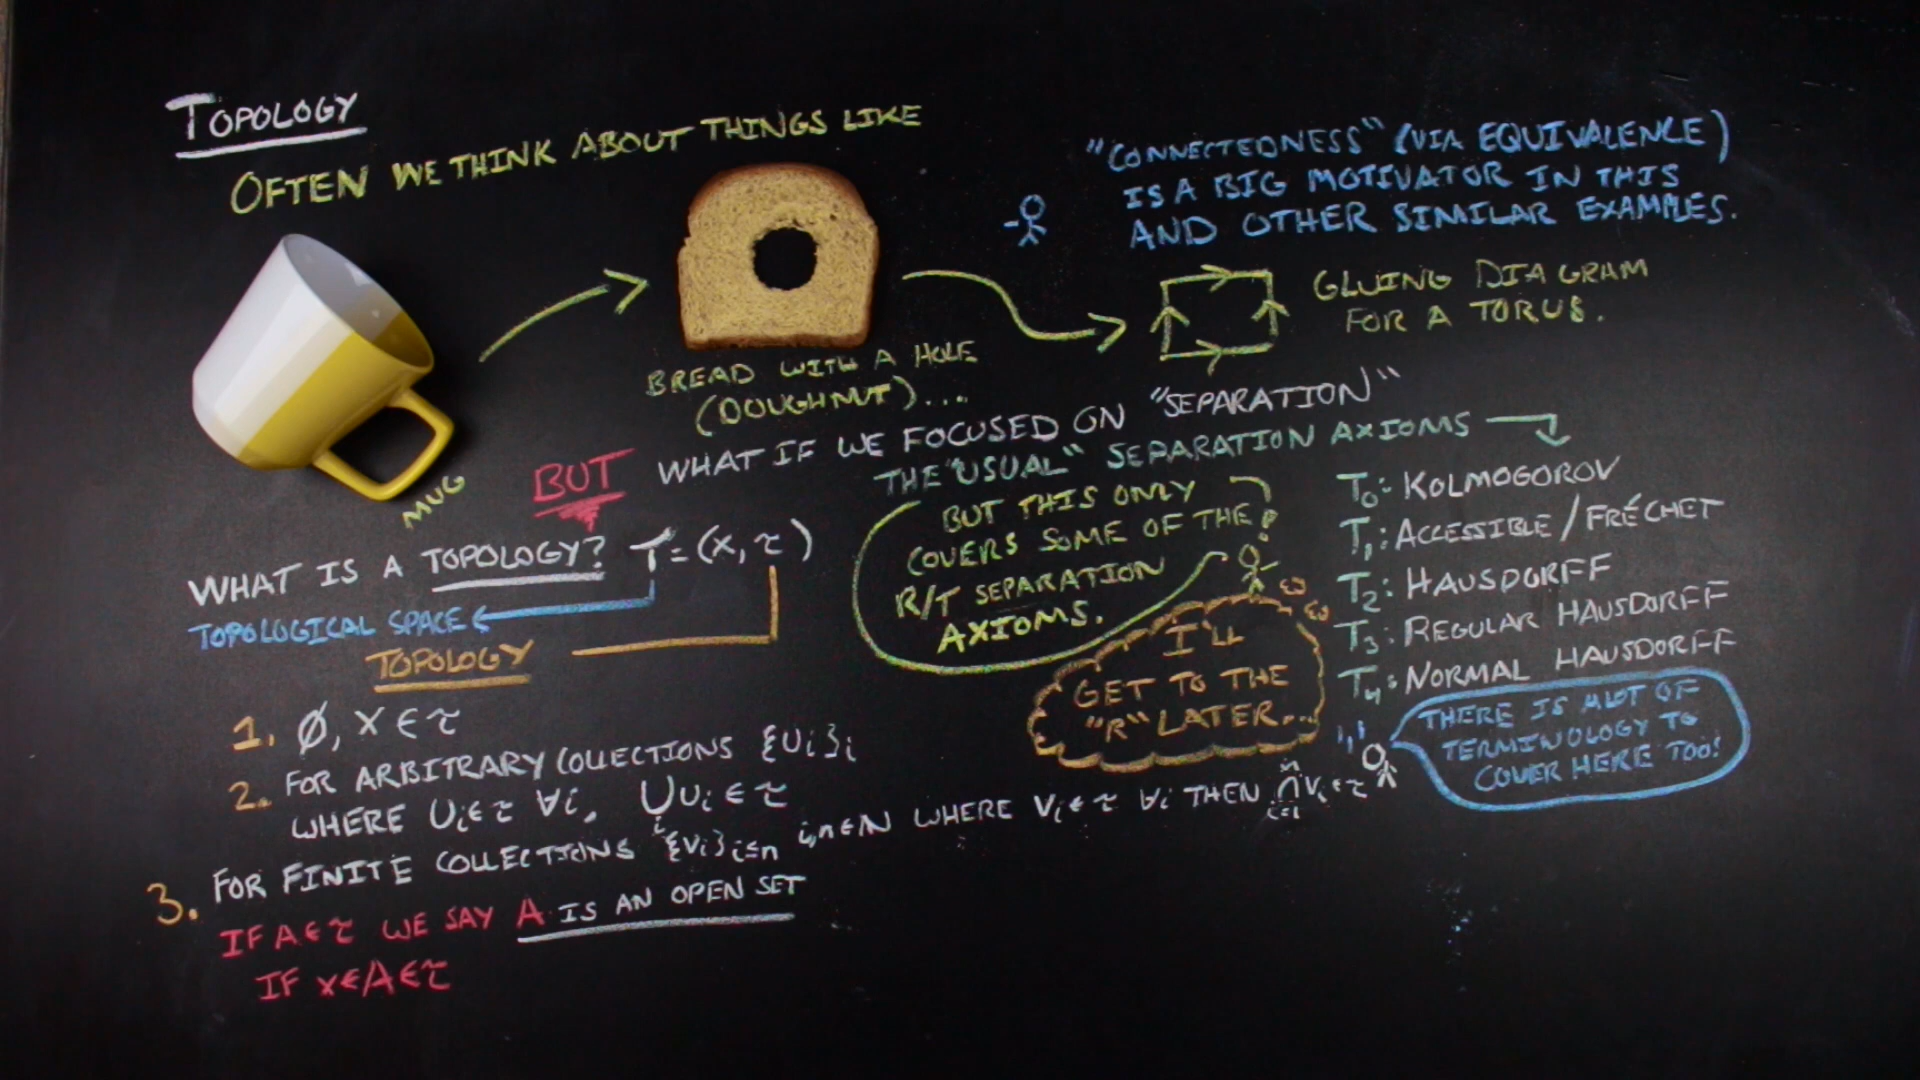 TOPOLOGY
OFTEN WE THINK ABOUT THINGS LIKE
"CONNECTEDNESS" (VIA EQUIVALENCE)
IS A BIG MOTIVATOR IN THIS
AND OTHER SIMILAR EXAMPLES.
GLUING DIAGRAM
FOR A TORUS.
BREAD WITH A HOLE
(DOUGHNUT)....
MUG
BUT WHAT IF WE FOCUSED ON "SEPARATION"
THE "USUAL" SEPARATION AXIOMS
T₀: KOLMOGOROV
T₁: ACCESSIBLE/FRÉCHET
T₂: HAUSDORFF
T₃: REGULAR HAUSDORFF
T₄: NORMAL HAUSDORFF
BUT THIS ONLY
COVERS SOME OF THE
R/T SEPARATION
AXIOMS.
I'LL
GET TO THE
"R" LATER...
THERE IS ALOT OF
TERMINOLOGY TO
COVER HERE TOO!
WHAT IS A TOPOLOGY? T = (X, τ)
TOPOLOGICAL SPACE
TOPOLOGY
1. ∅, X ∈ τ
2. FOR ARBITRARY COLLECTIONS {Uᵢ}ᵢ
WHERE Uᵢ ∈ τ ∀i, ⋃ᵢ Uᵢ ∈ τ
3. FOR FINITE COLLECTIONS {Vᵢ}ᵢ≤ₙ i,n∈ℕ WHERE Vᵢ ∈ τ ∀i THEN ⋂ᵢ₌₁ⁿ Vᵢ ∈ τ
IF A ∈ τ WE SAY A IS AN OPEN SET
IF x ∈ A ∈ τ